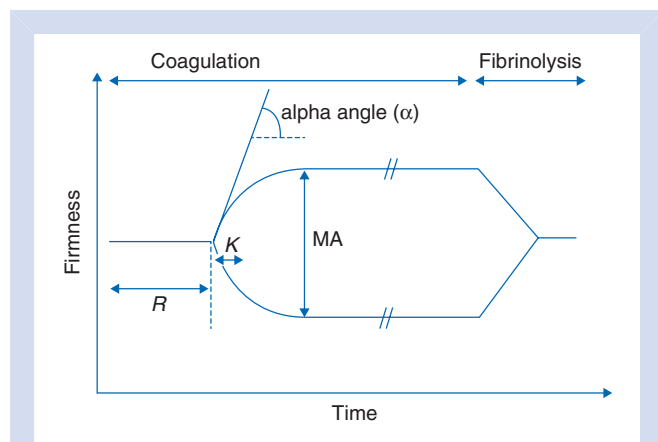 Coagulation
Fibrinolysis
alpha angle (α)
Firmness
K
MA
R
Time